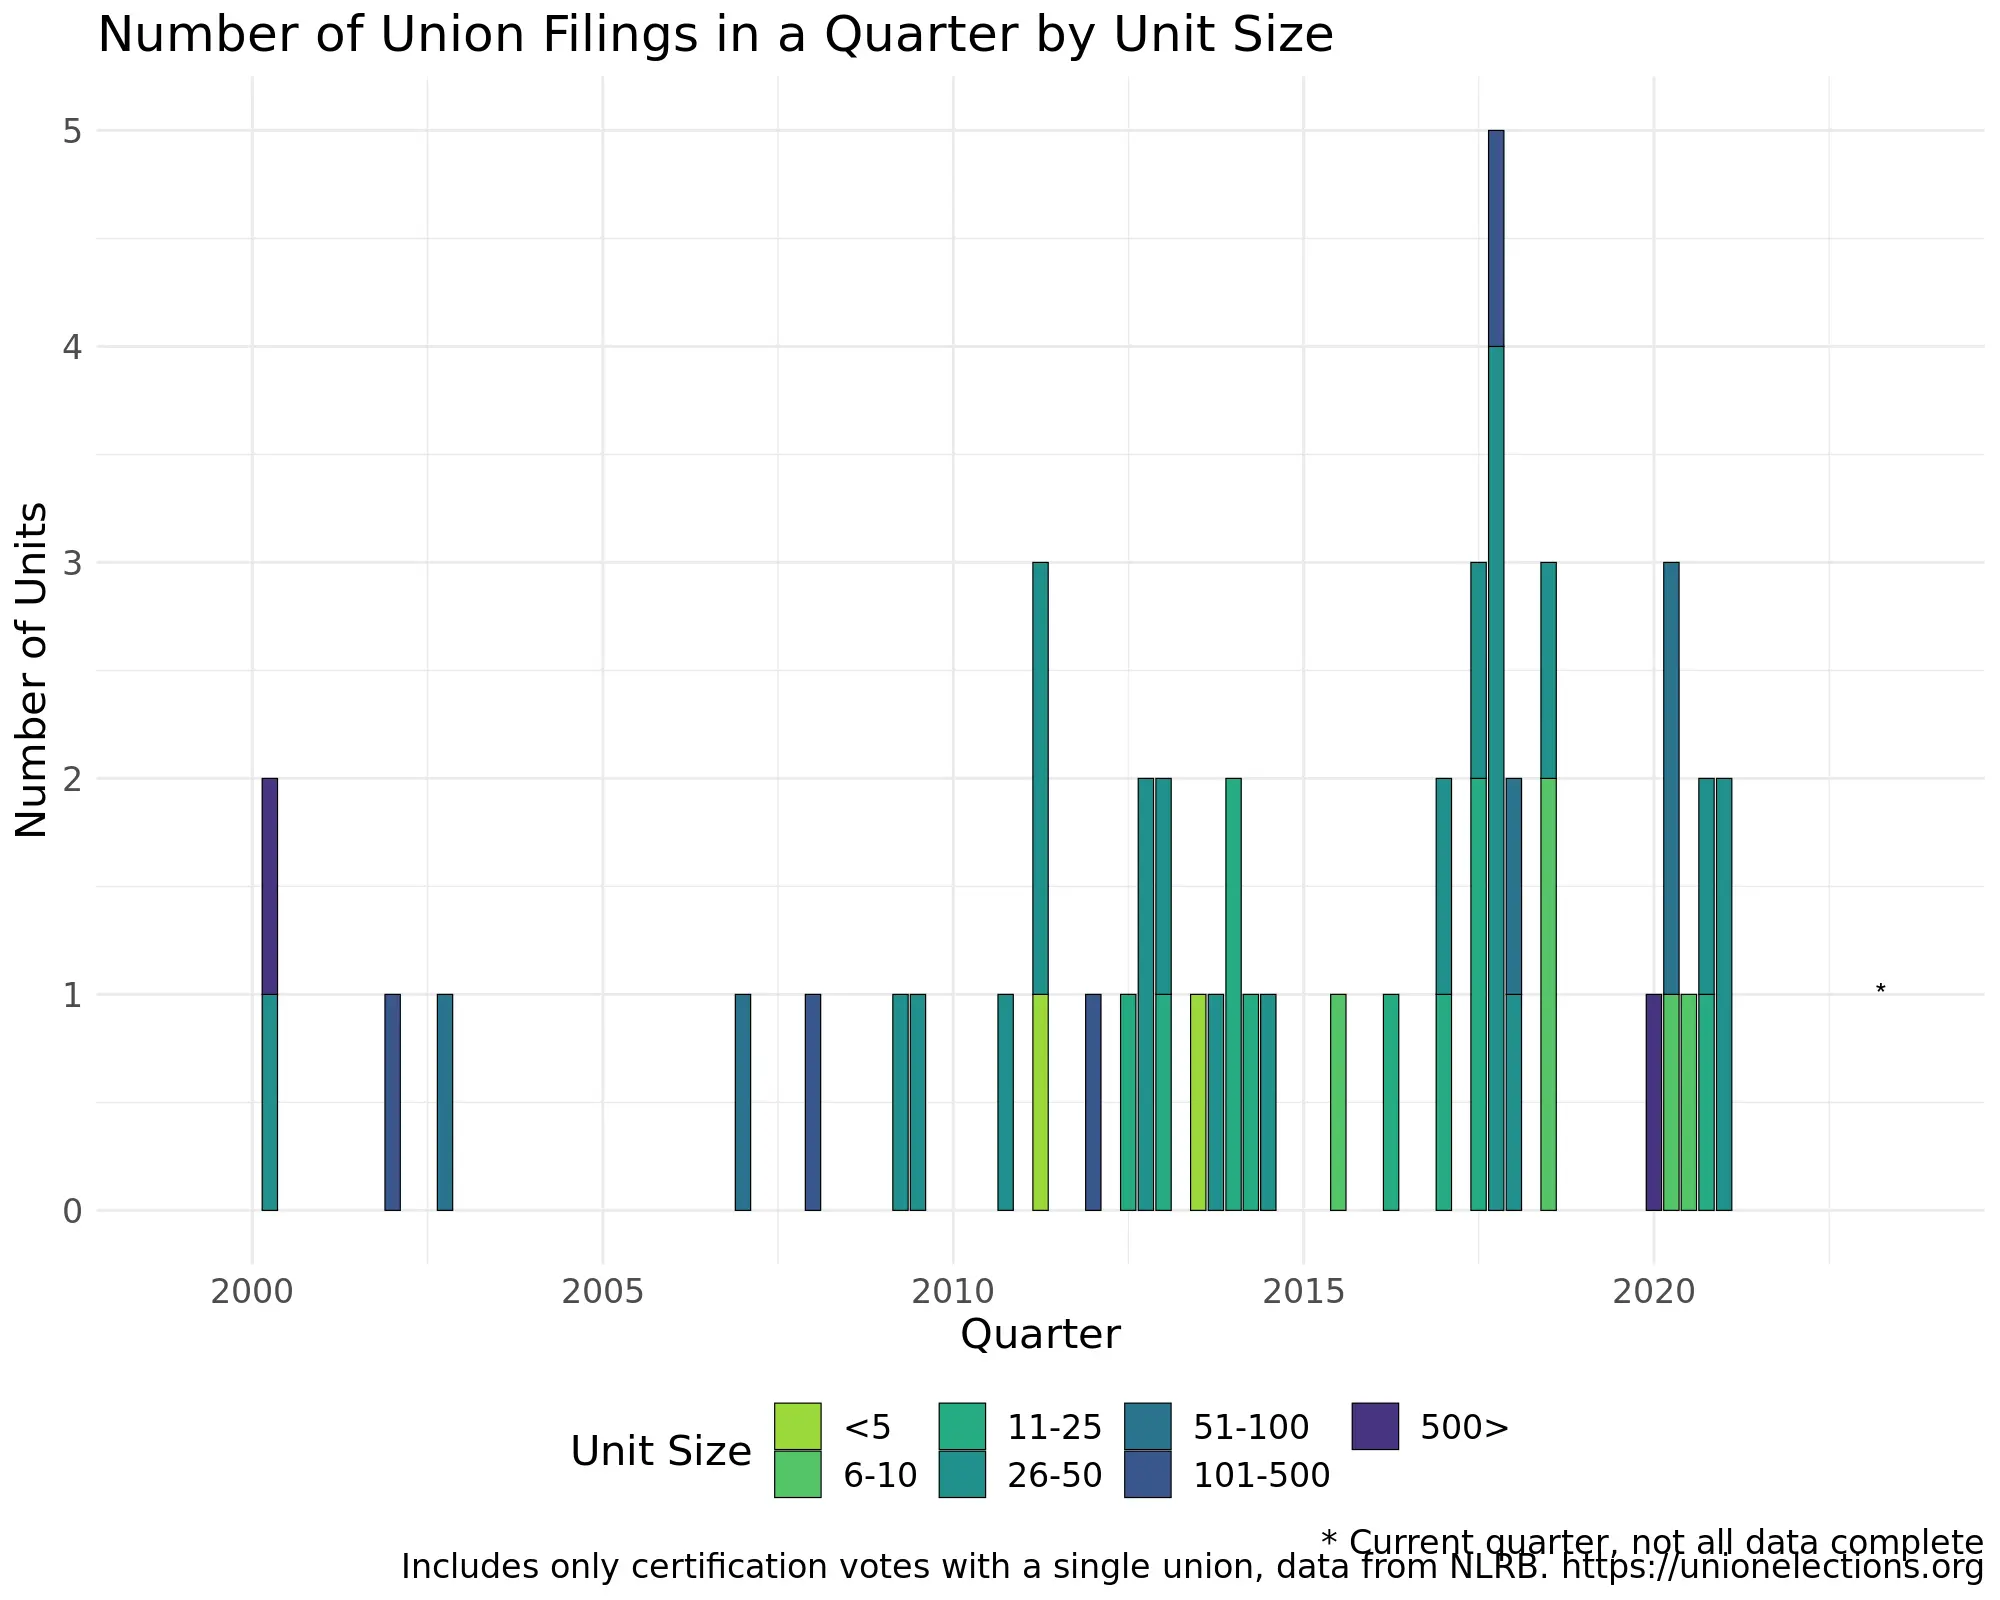 Number of Union Filings in a Quarter by Unit Size
Number of Units
5
4
3
2
1
0
*
2000 2005 2010 2015 2020
Quarter
Unit Size
<5 11-25 51-100 500>
6-10 26-50 101-500
* Current quarter, not all data complete
Includes only certification votes with a single union, data from NLRB. https://unionelections.org